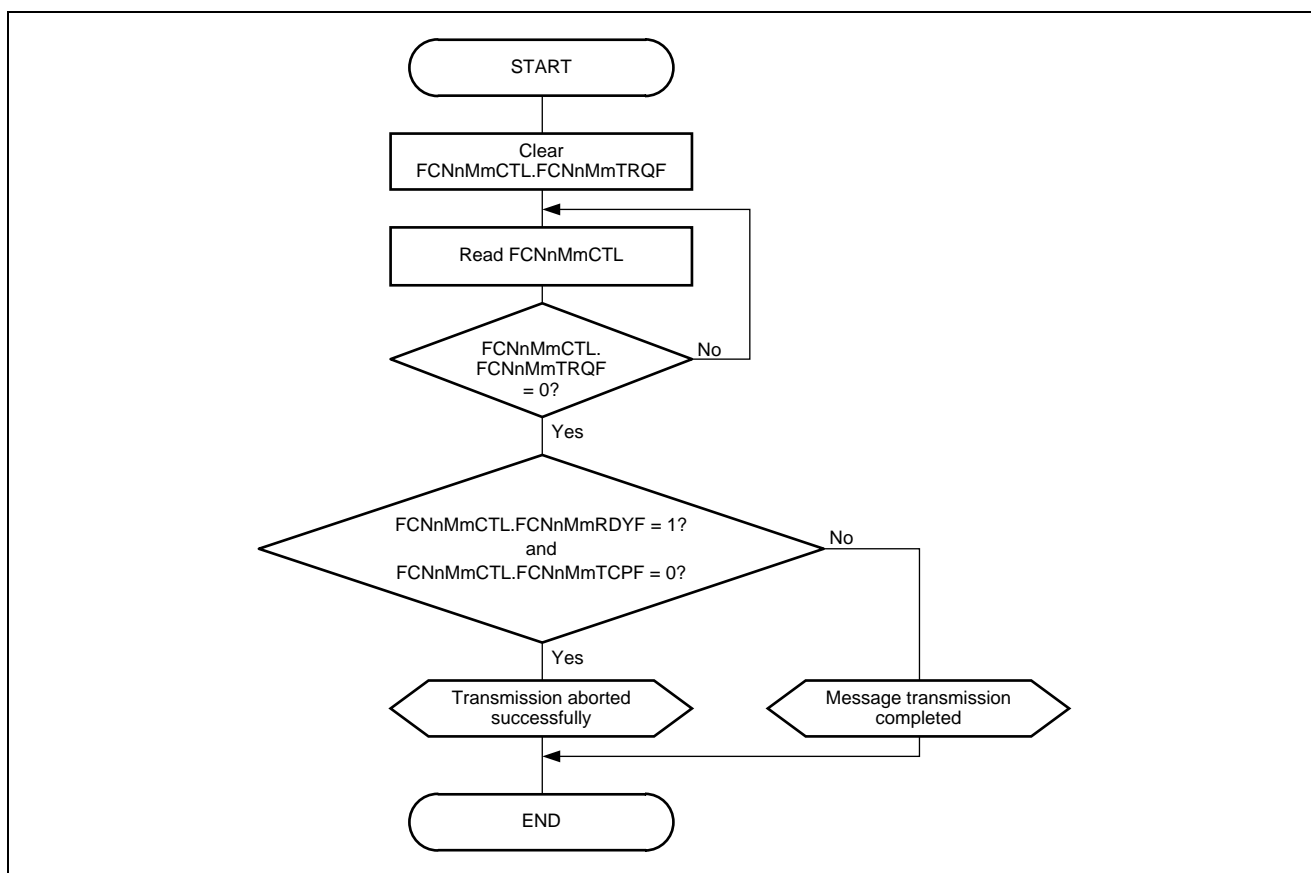 START
Clear
FCNnMmCTL.FCNnMmTRQF
Read FCNnMmCTL
FCNnMmCTL.
FCNnMmTRQF
= 0?
No
Yes
FCNnMmCTL.FCNnMmRDYF = 1?
and
FCNnMmCTL.FCNnMmTCPF = 0?
No
Yes
Transmission aborted
successfully
Message transmission
completed
END